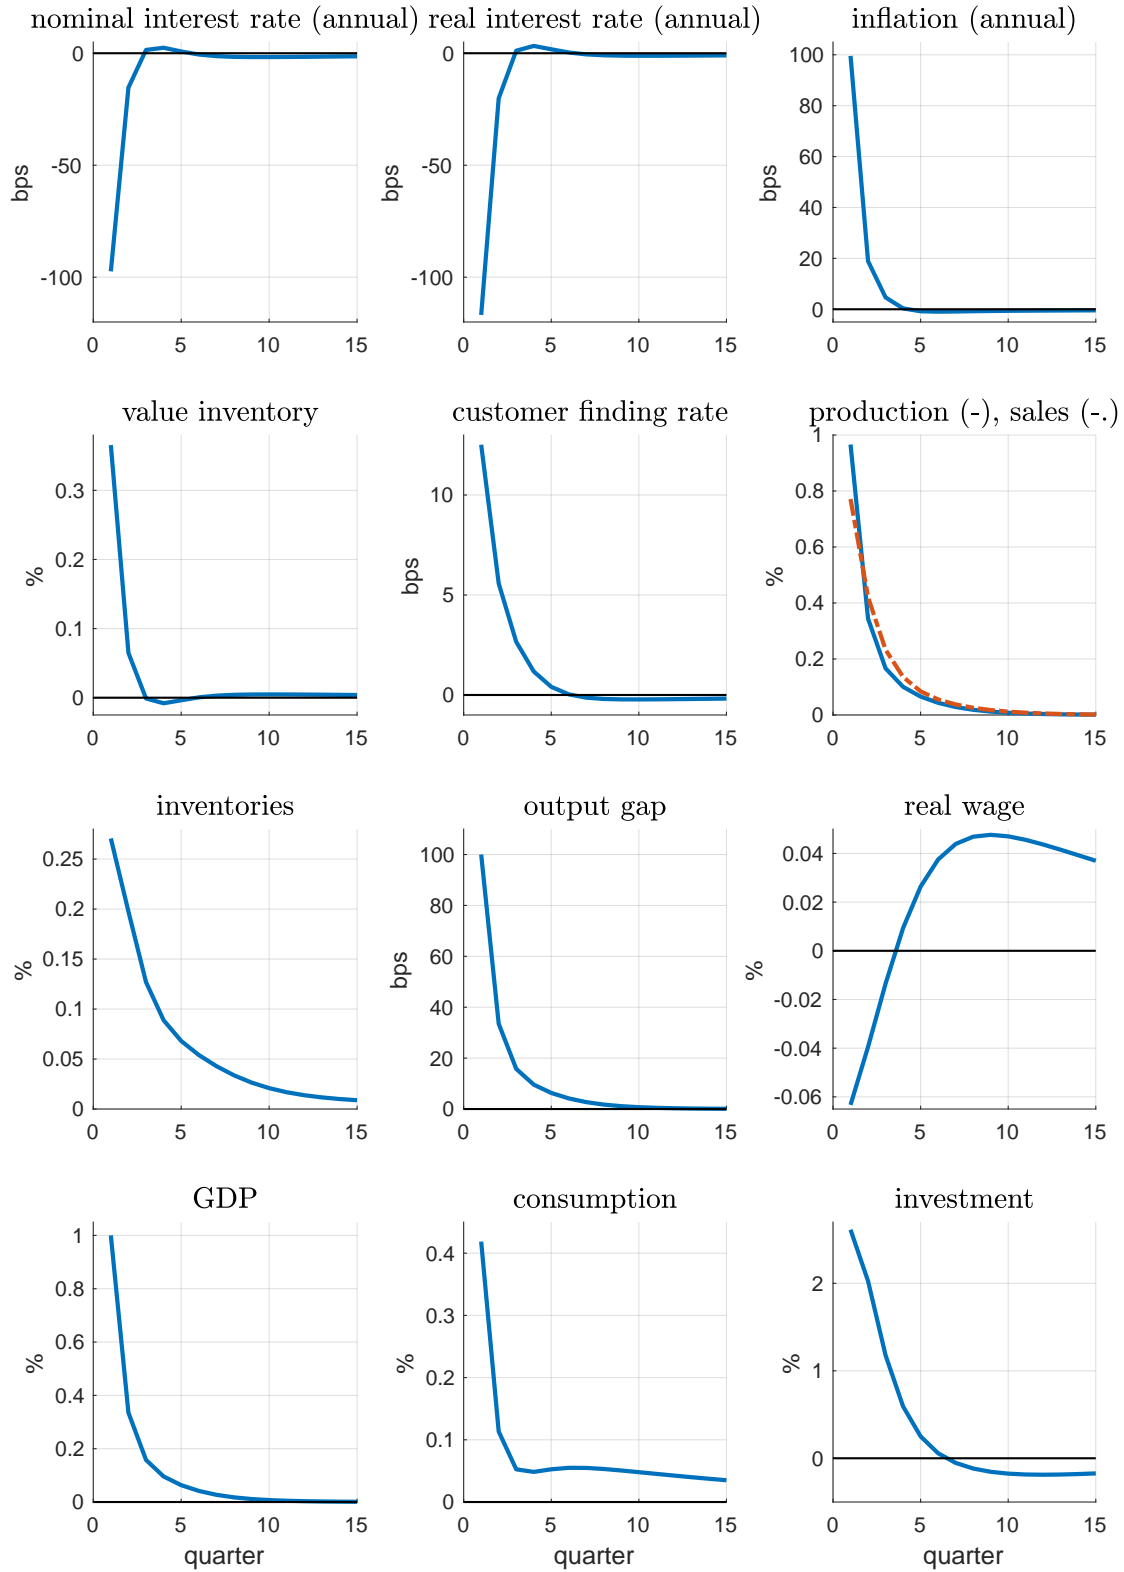 nominal interest rate (annual) real interest rate (annual) inflation (annual)
0
-50
-100
bps
0 5 10 15
0
-50
-100
0 5 10 15
100
80
60
40
20
0
bps
0 5 10 15
value inventory customer finding rate production (-), sales (-.)
0.3
0.2
0.1
0
%
0 5 10 15
10
5
0
bps
0 5 10 15
1
0.8
0.6
0.4
0.2
0
%
0 5 10 15
inventories output gap real wage
0.25
0.2
0.15
0.1
0.05
0
%
0 5 10 15
100
80
60
40
20
0
bps
0 5 10 15
0.04
0.02
0
-0.02
-0.04
-0.06
%
0 5 10 15
GDP consumption investment
1
0.8
0.6
0.4
0.2
0
%
0 5 10 15
quarter
0.4
0.3
0.2
0.1
0
%
0 5 10 15
quarter
2
1
0
%
0 5 10 15
quarter